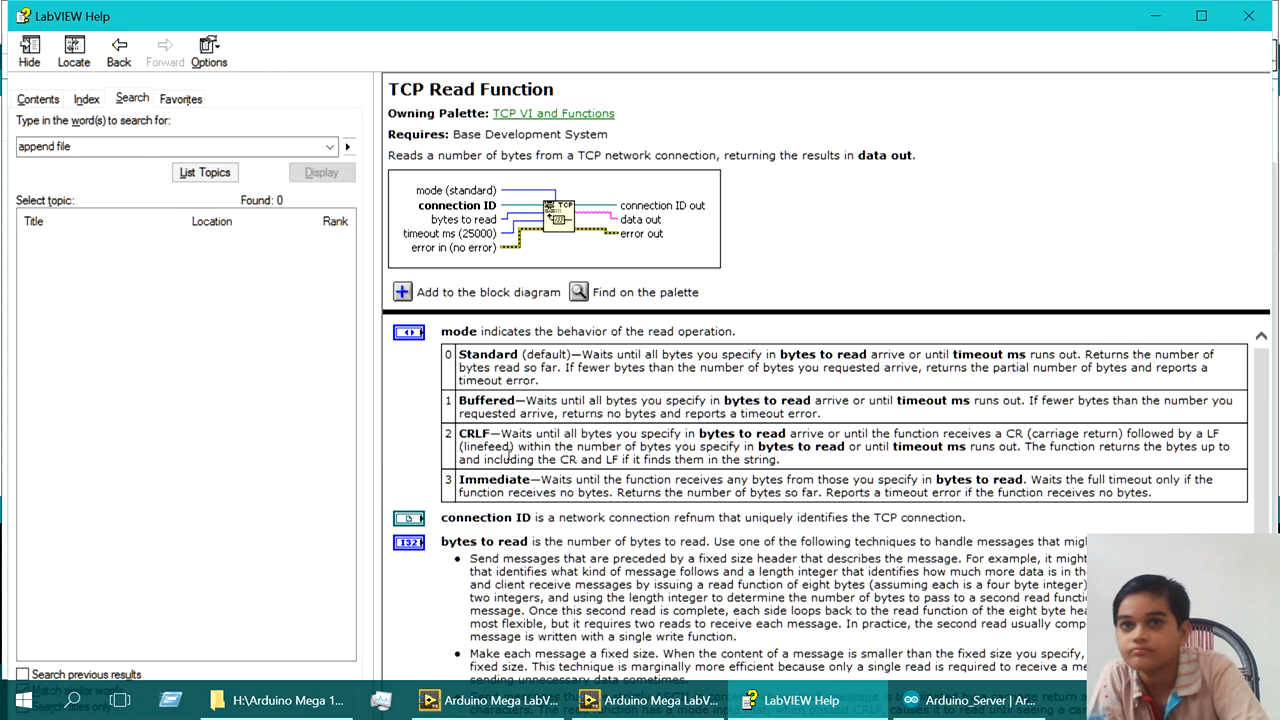 LabVIEW Help
Hide Locate Back Forward Options
Contents Index Search Favorites
Type in the word(s) to search for:
append file
List Topics Display
Select topic: Found: 0
Title Location Rank
Search previous results
Match similar words
Search titles only
TCP Read Function
Owning Palette: TCP VI and Functions
Requires: Base Development System
Reads a number of bytes from a TCP network connection, returning the results in data out.
mode (standard)
connection ID
bytes to read
timeout ms (25000)
error in (no error)
TCP
connection ID out
data out
error out
Add to the block diagram Find on the palette
mode indicates the behavior of the read operation.
0 Standard (default)—Waits until all bytes you specify in bytes to read arrive or until timeout ms runs out. Returns the number of
bytes read so far. If fewer bytes than the number of bytes you requested arrive, returns the partial number of bytes and reports a
timeout error.
1 Buffered—Waits until all bytes you specify in bytes to read arrive or until timeout ms runs out. If fewer bytes than the number you
requested arrive, returns no bytes and reports a timeout error.
2 CRLF—Waits until all bytes you specify in bytes to read arrive or until the function receives a CR (carriage return) followed by a LF
(linefeed) within the number of bytes you specify in bytes to read or until timeout ms runs out. The function returns the bytes up to
and including the CR and LF if it finds them in the string.
3 Immediate—Waits until the function receives any bytes from those you specify in bytes to read. Waits the full timeout only if the
function receives no bytes. Returns the number of bytes so far. Reports a timeout error if the function receives no bytes.
connection ID is a network connection refnum that uniquely identifies the TCP connection.
I32 bytes to read is the number of bytes to read. Use one of the following techniques to handle messages that
• Send messages that are preceded by a fixed size header that describes the message. For example, it might
that identifies what kind of message follows and a length integer that identifies how much more data is in the
and client receive messages by issuing a read function of eight bytes (assuming each is a four byte integer)
two integers, and using the length integer to determine the number of bytes to pass to a second read
message. Once this second read is complete, each side loops back to the read function of the eight byte
most flexible, but it requires two reads to receive each message. In practice, the second read usually
message is written with a single write function.
• Make each message a fixed size. When the content of a message is smaller than the fixed size you specify,
fixed size. This technique is marginally more efficient because only a single read is required to receive a
sending unnecessary data sometimes.
H:\Arduino Mega 1... Arduino Mega LabV... Arduino Mega LabV... LabVIEW Help Arduino_Server | Ar...